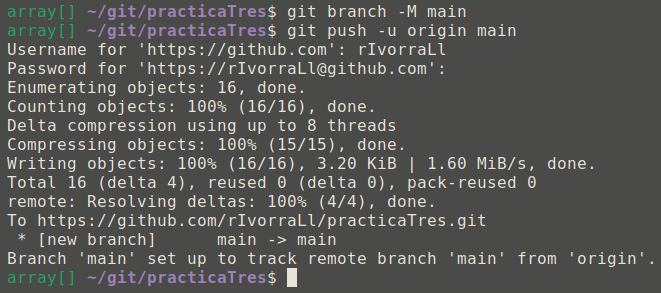 array[] ~/git/practicaTres$ git branch -M main
array[] ~/git/practicaTres$ git push -u origin main
Username for 'https://github.com': rIvorraLl
Password for 'https://rIvorraLl@github.com':
Enumerating objects: 16, done.
Counting objects: 100% (16/16), done.
Delta compression using up to 8 threads
Compressing objects: 100% (15/15), done.
Writing objects: 100% (16/16), 3.20 KiB | 1.60 MiB/s, done.
Total 16 (delta 4), reused 0 (delta 0), pack-reused 0
remote: Resolving deltas: 100% (4/4), done.
To https://github.com/rIvorraLl/practicaTres.git
 * [new branch]      main -> main
Branch 'main' set up to track remote branch 'main' from 'origin'.
array[] ~/git/practicaTres$